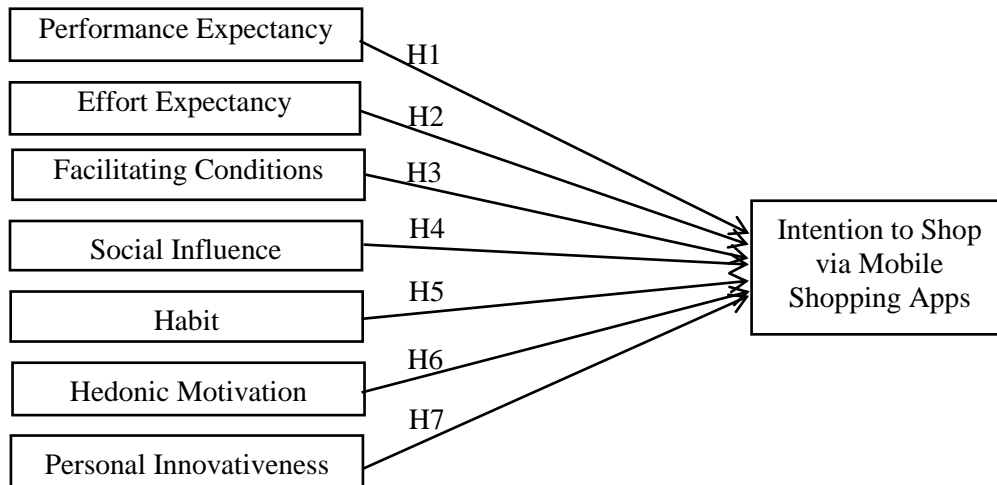 Performance Expectancy
H1
Effort Expectancy
H2
Facilitating Conditions
H3
Social Influence
H4
Habit
H5
Hedonic Motivation
H6
Personal Innovativeness
H7
Intention to Shop
via Mobile
Shopping Apps